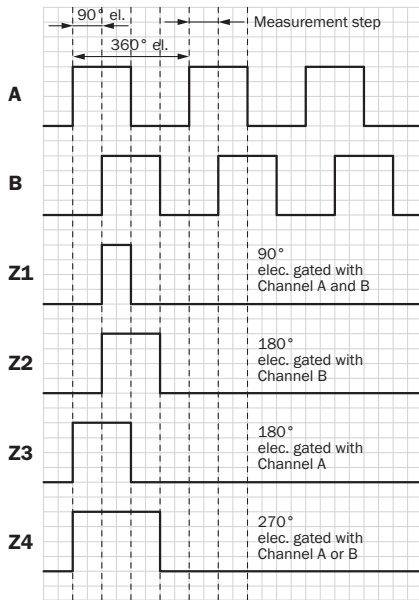 90° el.
Measurement step
360° el.
A
B
Z1
90°
elec. gated with
Channel A and B
Z2
180°
elec. gated with
Channel B
Z3
180°
elec. gated with
Channel A
Z4
270°
elec. gated with
Channel A or B